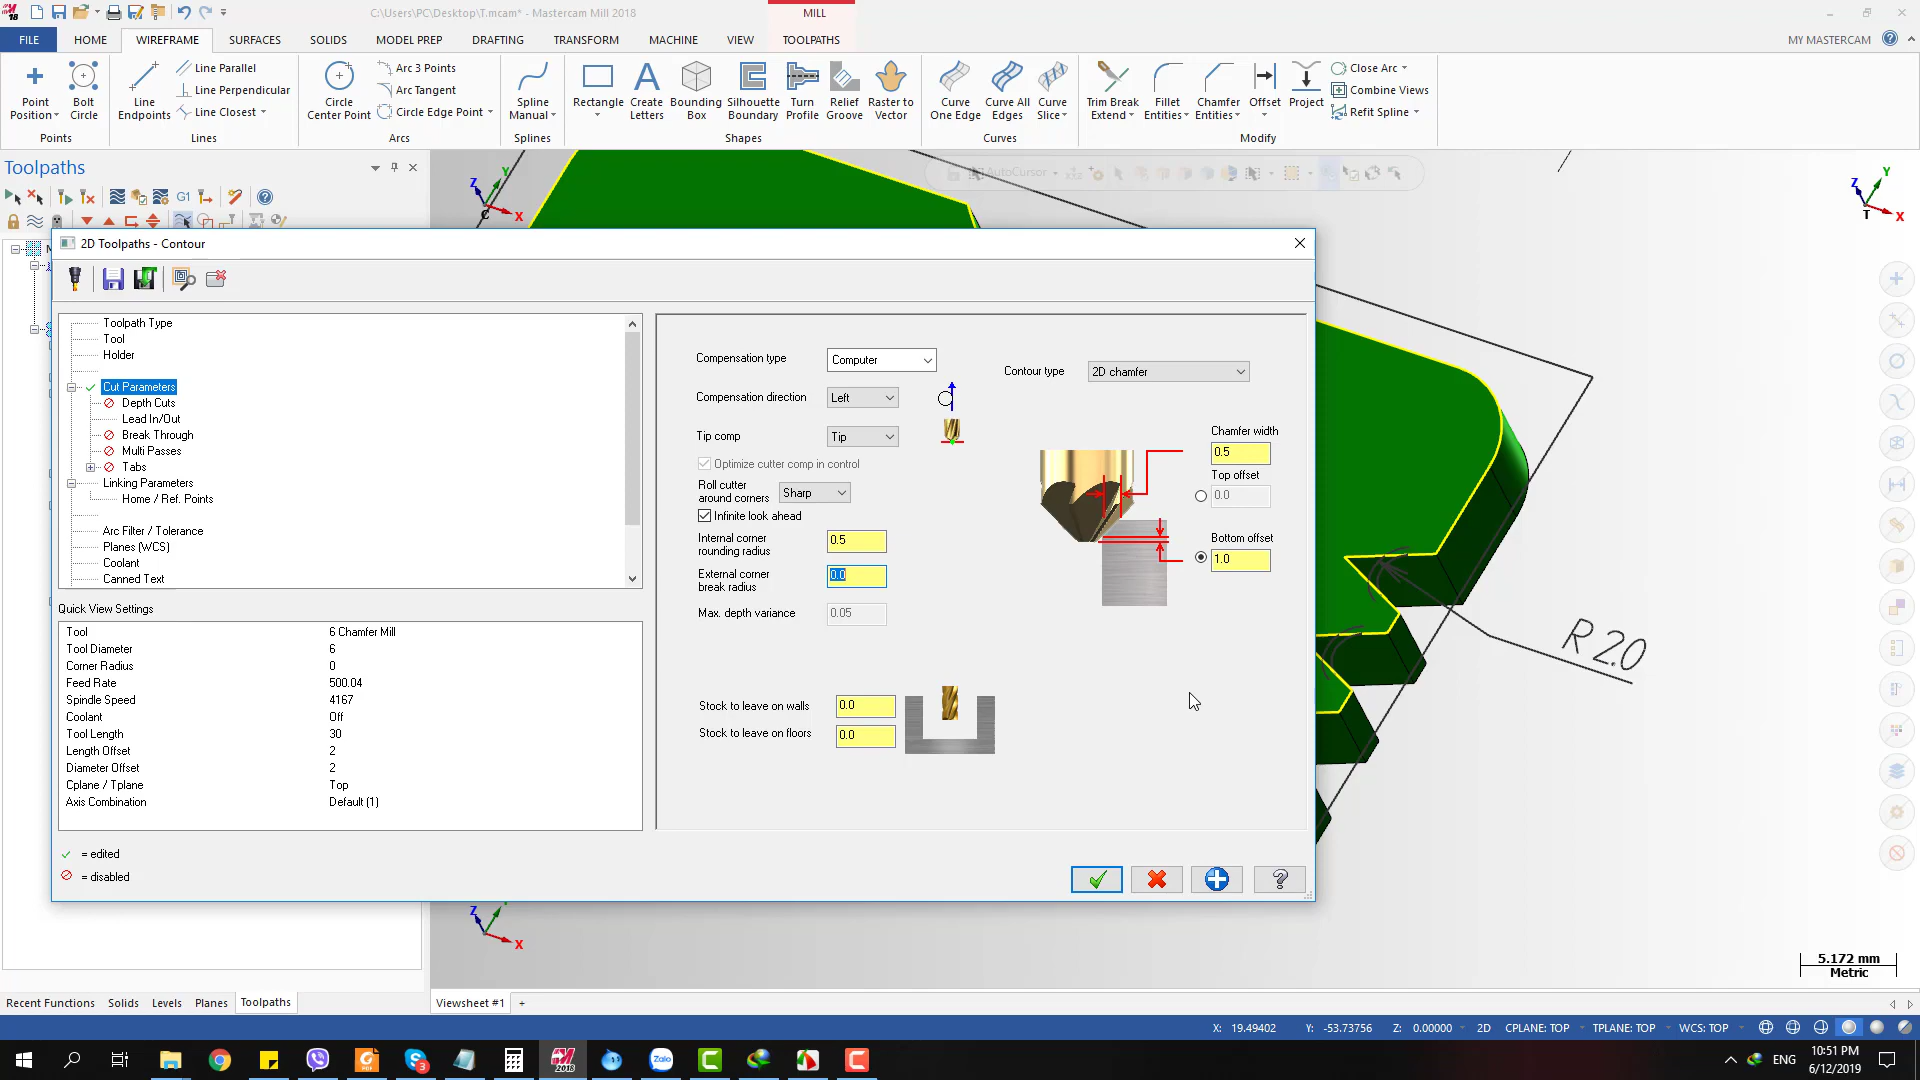 C:\Users\PC\Desktop\T.mcam* - Mastercam Mill 2018
MILL
FILE
HOME
WIREFRAME
SURFACES
SOLIDS
MODEL PREP
DRAFTING
TRANSFORM
MACHINE
VIEW
TOOLPATHS
MY MASTERCAM
Point Position
Bolt Circle
Points
Line Endpoints
Line Parallel
Line Perpendicular
Line Closest
Lines
Circle Center Point
Arc 3 Points
Arc Tangent
Circle Edge Point
Arcs
Spline Manual
Splines
Rectangle
Create Letters
Bounding Box
Silhouette Boundary
Turn Profile
Relief Groove
Raster to Vector
Shapes
Curve One Edge
Curve All Edges
Curve Slice
Curves
Trim Break Extend
Fillet Entities
Chamfer Entities
Offset
Project
Close Arc
Combine Views
Refit Spline
Modify
Toolpaths
G1
AutoCursor
Z Y X C
Z Y X T
2D Toolpaths - Contour
Toolpath Type
Tool
Holder
Cut Parameters
Depth Cuts
Lead In/Out
Break Through
Multi Passes
Tabs
Linking Parameters
Home / Ref. Points
Arc Filter / Tolerance
Planes (WCS)
Coolant
Canned Text
Quick View Settings
Tool 6 Chamfer Mill
Tool Diameter 6
Corner Radius 0
Feed Rate 500.04
Spindle Speed 4167
Coolant Off
Tool Length 30
Length Offset 2
Diameter Offset 2
Cplane / Tplane Top
Axis Combination Default (1)
= edited
= disabled
Compensation type Computer
Compensation direction Left
Tip comp Tip
Optimize cutter comp in control
Roll cutter around corners Sharp
Infinite look ahead
Internal corner rounding radius 0.5
External corner break radius 0.0
Max. depth variance 0.05
Stock to leave on walls 0.0
Stock to leave on floors 0.0
Contour type 2D chamfer
Chamfer width
0.5
Top offset
0.0
Bottom offset
1.0
R2.0
Z Y X
5.172 mm
Metric
Recent Functions
Solids
Levels
Planes
Toolpaths
Viewsheet #1
+
X: 19.49402 Y: -53.73756 Z: 0.00000 2D CPLANE: TOP TPLANE: TOP WCS: TOP
2018
3
Zalo
ENG
10:51 PM
6/12/2019